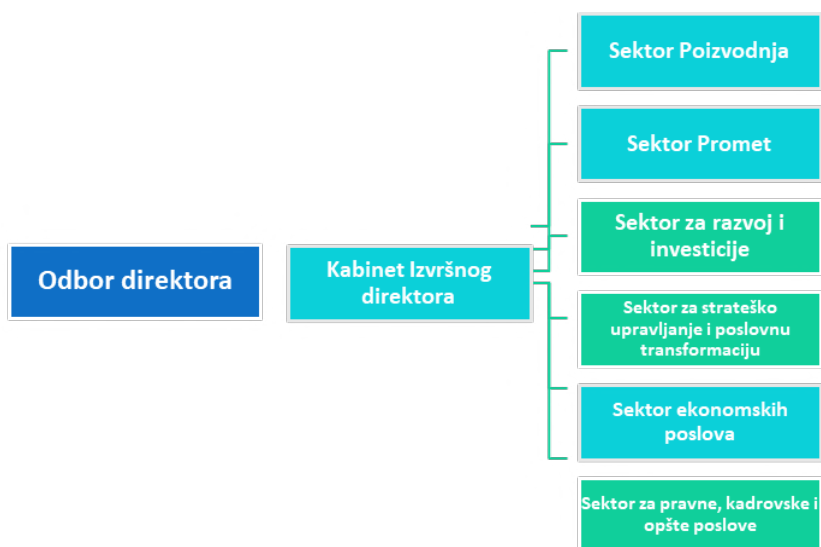 Sektor Poizvodnja
Sektor Promet
Sektor za razvoj i
investicije
Odbor direktora
Kabinet Izvršnog
direktora
Sektor za strateško
upravljanje i poslovnu
transformaciju
Sektor ekonomskih
poslova
Sektor za pravne, kadrovske i
opšte poslove